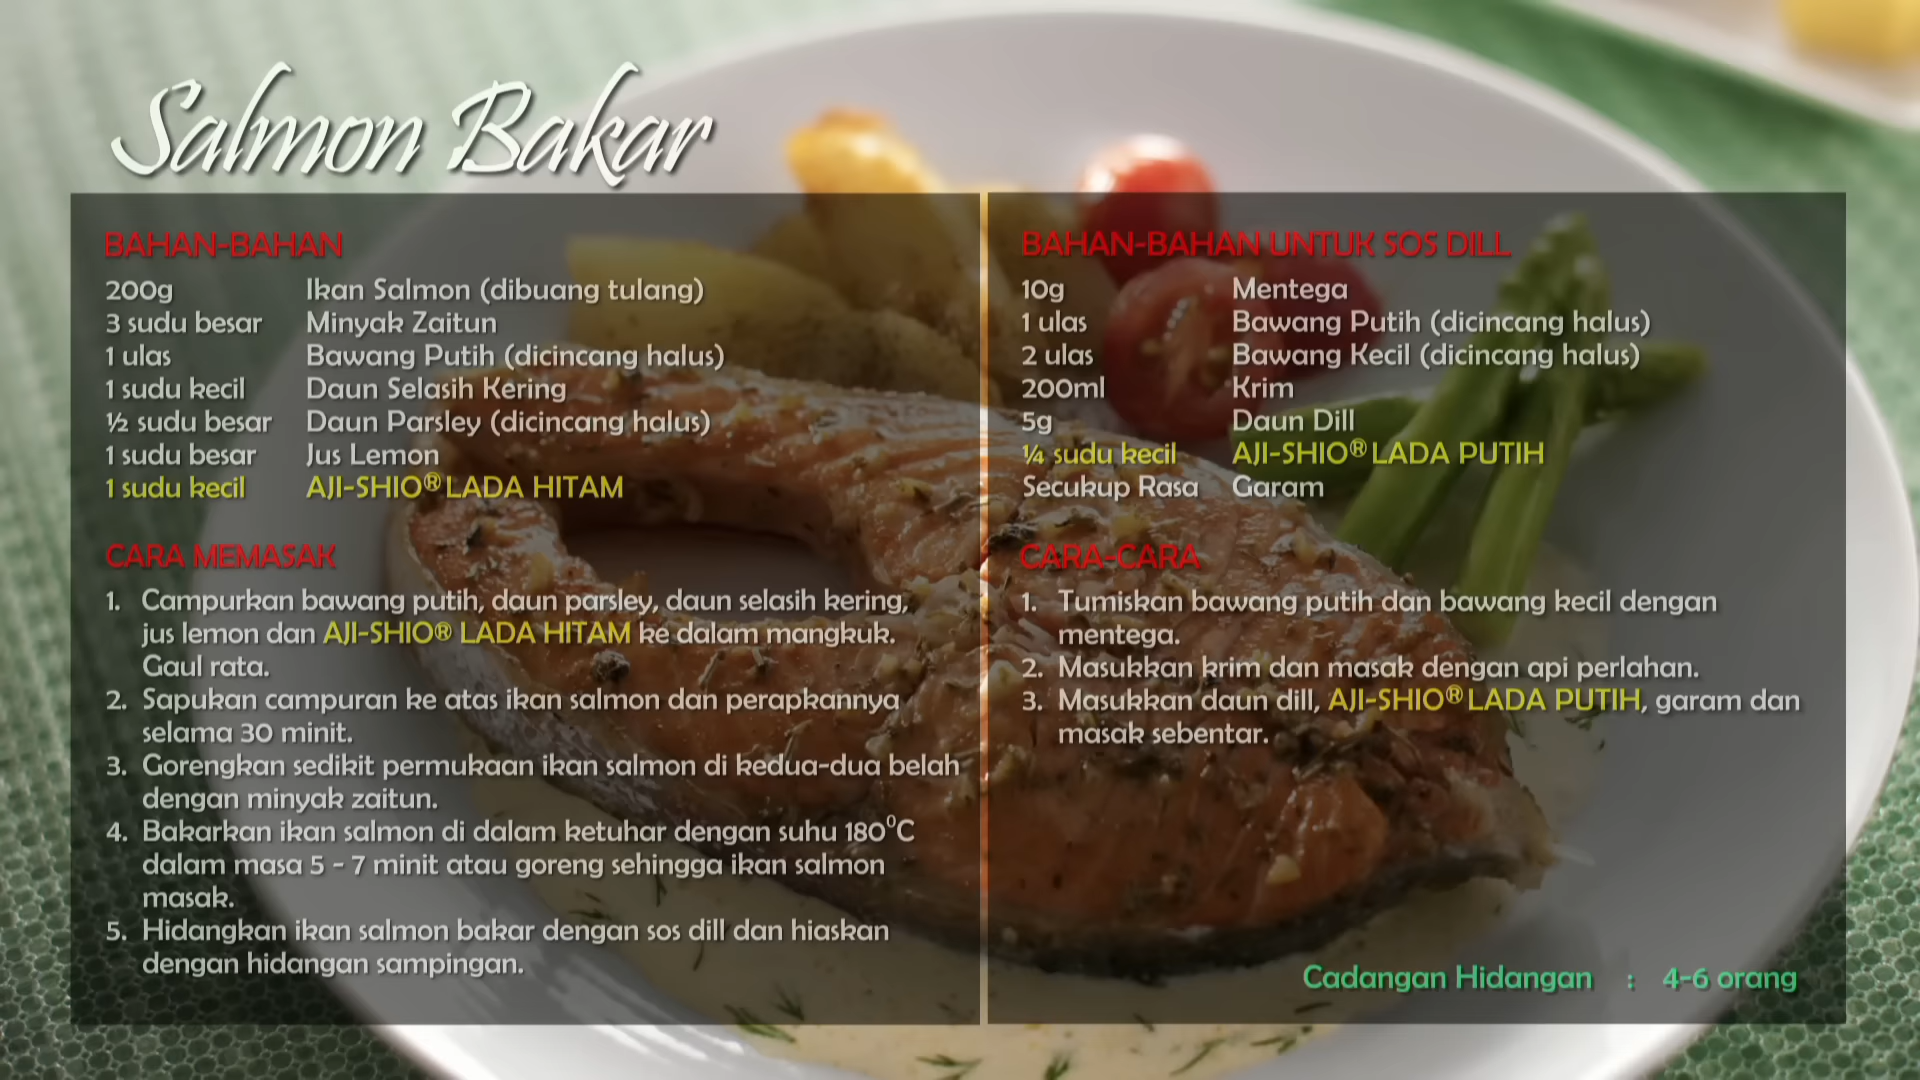 Salmon Bakar
BAHAN-BAHAN
200g Ikan Salmon (dibuang tulang)
3 sudu besar Minyak Zaitun
1 ulas Bawang Putih (dicincang halus)
1 sudu kecil Daun Selasih Kering
½ sudu besar Daun Parsley (dicincang halus)
1 sudu besar Jus Lemon
1 sudu kecil AJI-SHIO® LADA HITAM
CARA MEMASAK
1. Campurkan bawang putih, daun parsley, daun selasih kering,
jus lemon dan AJI-SHIO® LADA HITAM ke dalam mangkuk.
Gaul rata.
2. Sapukan campuran ke atas ikan salmon dan perapkannya
selama 30 minit.
3. Gorengkan sedikit permukaan ikan salmon di kedua-dua belah
dengan minyak zaitun.
4. Bakarkan ikan salmon di dalam ketuhar dengan suhu 180⁰C
dalam masa 5 - 7 minit atau goreng sehingga ikan salmon
masak.
5. Hidangkan ikan salmon bakar dengan sos dill dan hiaskan
dengan hidangan sampingan.
BAHAN-BAHAN UNTUK SOS DILL
10g Mentega
1 ulas Bawang Putih (dicincang halus)
2 ulas Bawang Kecil (dicincang halus)
200ml Krim
5g Daun Dill
¼ sudu kecil AJI-SHIO® LADA PUTIH
Secukup Rasa Garam
CARA-CARA
1. Tumiskan bawang putih dan bawang kecil dengan
mentega.
2. Masukkan krim dan masak dengan api perlahan.
3. Masukkan daun dill, AJI-SHIO® LADA PUTIH, garam dan
masak sebentar.
Cadangan Hidangan : 4-6 orang